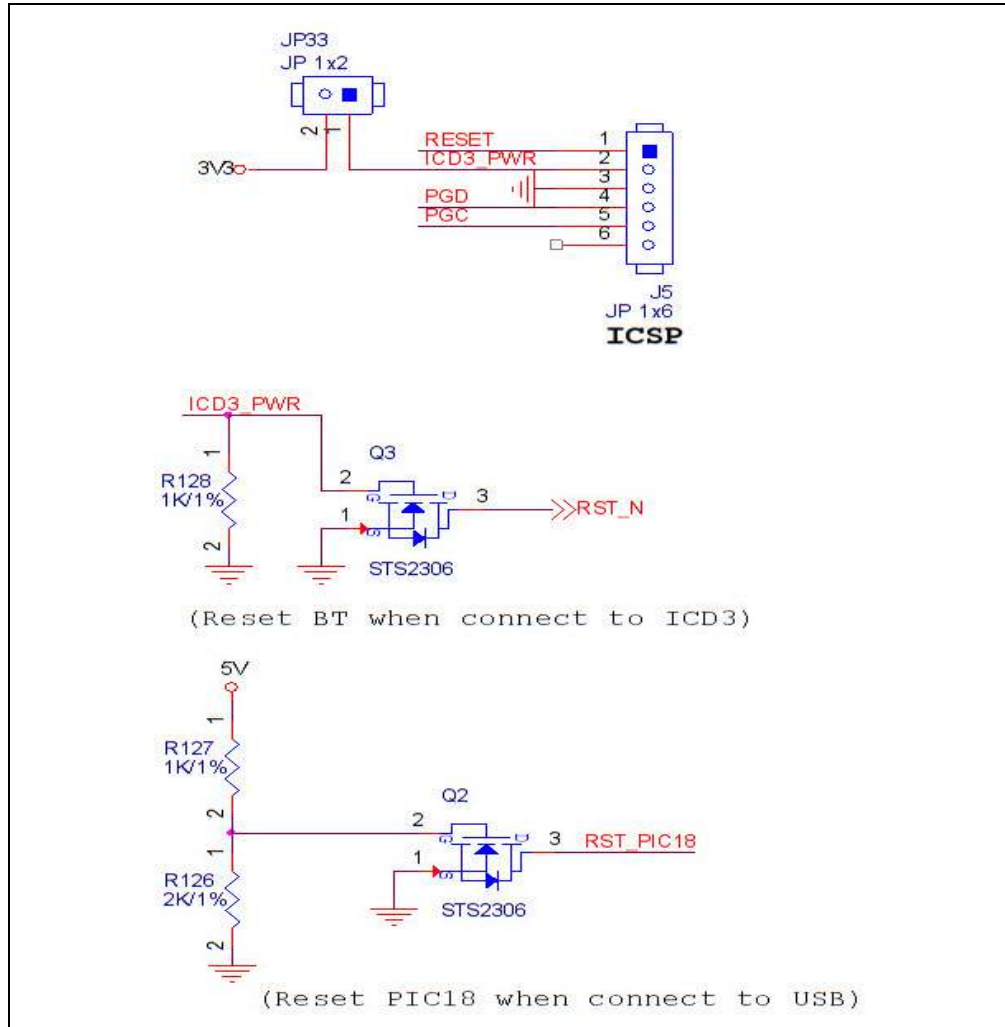 JP33
JP 1x2
2
1
3V3
RESET
ICD3_PWR
PGD
PGC
1
2
3
4
5
6
J5
JP 1x6
ICSP
ICD3_PWR
1
R128
1K/1%
2
Q3
2
G
D
3
RST_N
1
S
STS2306
(Reset BT when connect to ICD3)
5V
1
R127
1K/1%
2
Q2
2
G
D
3
RST_PIC18
1
S
STS2306
1
R126
2K/1%
2
(Reset PIC18 when connect to USB)